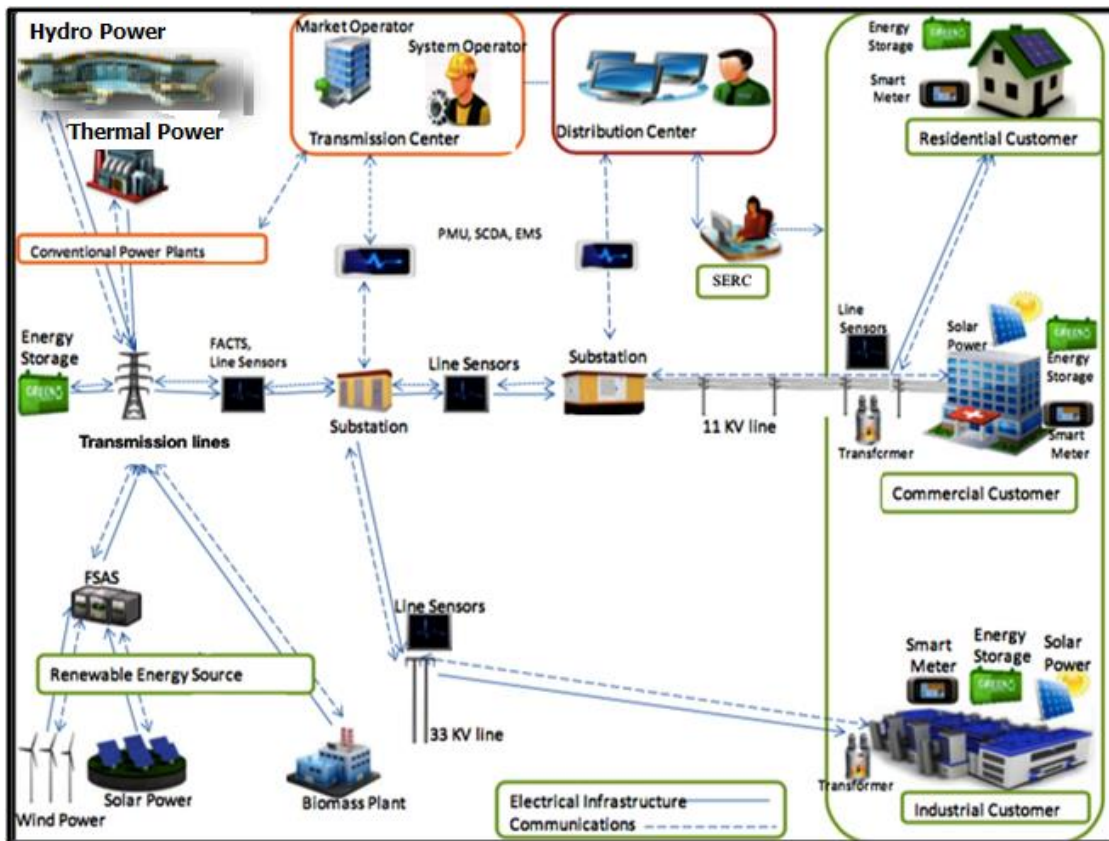 Hydro Power
Thermal Power
Conventional Power Plants
Market Operator
System Operator
Transmission Center
Distribution Center
Energy
Storage
GREEN
Smart
Meter
Residential Customer
PMU, SCDA, EMS
SERC
Energy
Storage
GREEN
Transmission lines
FACTS,
Line Sensors
Substation
Line Sensors
Substation
11 KV line
Line
Sensors
Transformer
Solar
Power
GREEN
Energy
Storage
Smart
Meter
Commercial Customer
FSAS
Renewable Energy Source
Wind Power
Solar Power
Biomass Plant
Line Sensors
33 KV line
Smart
Meter
Energy
Storage
GREEN
Solar
Power
Transformer
Industrial Customer
Electrical Infrastructure
Communications